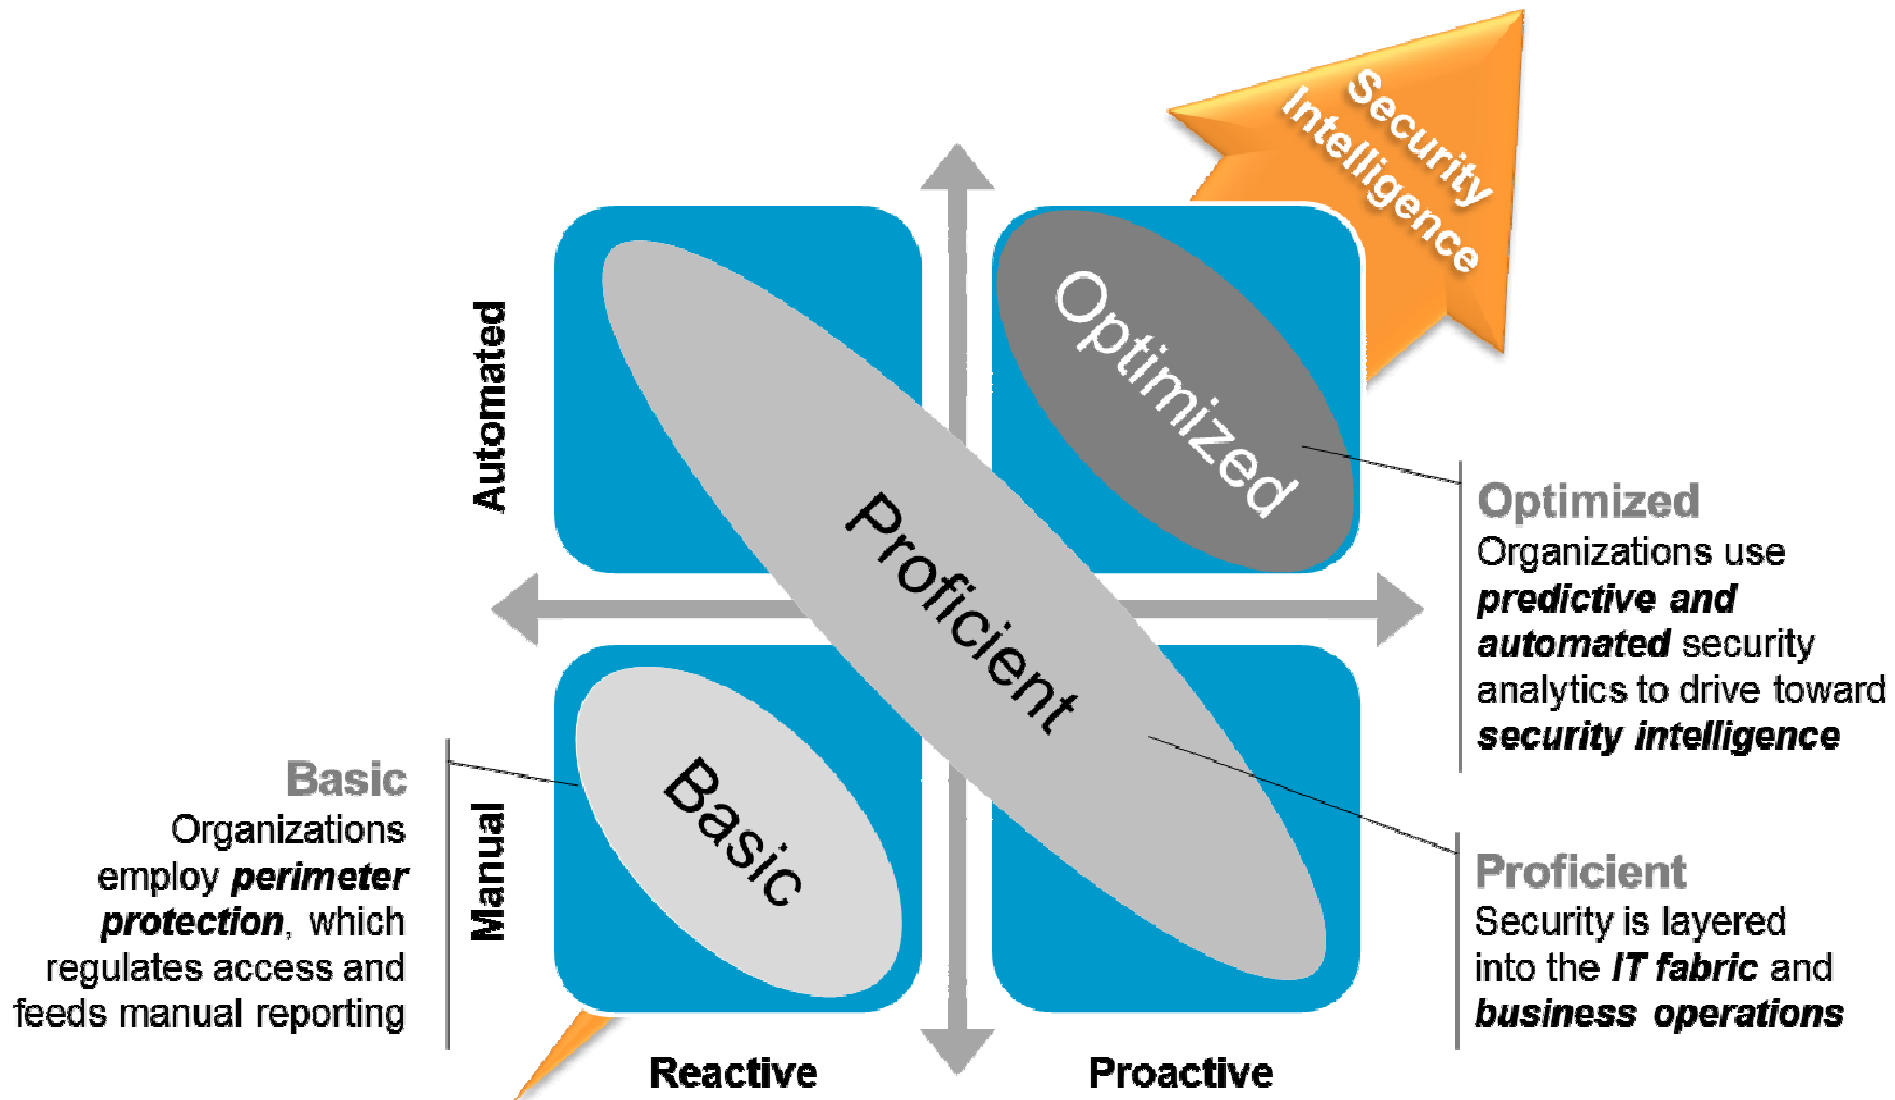 Security
Intelligence
Automated
Optimized
Proficient
Optimized
Organizations use
predictive and
automated security
analytics to drive toward
security intelligence
Basic
Organizations
employ perimeter
protection, which
regulates access and
feeds manual reporting
Manual
Basic
Proficient
Security is layered
into the IT fabric and
business operations
Reactive
Proactive